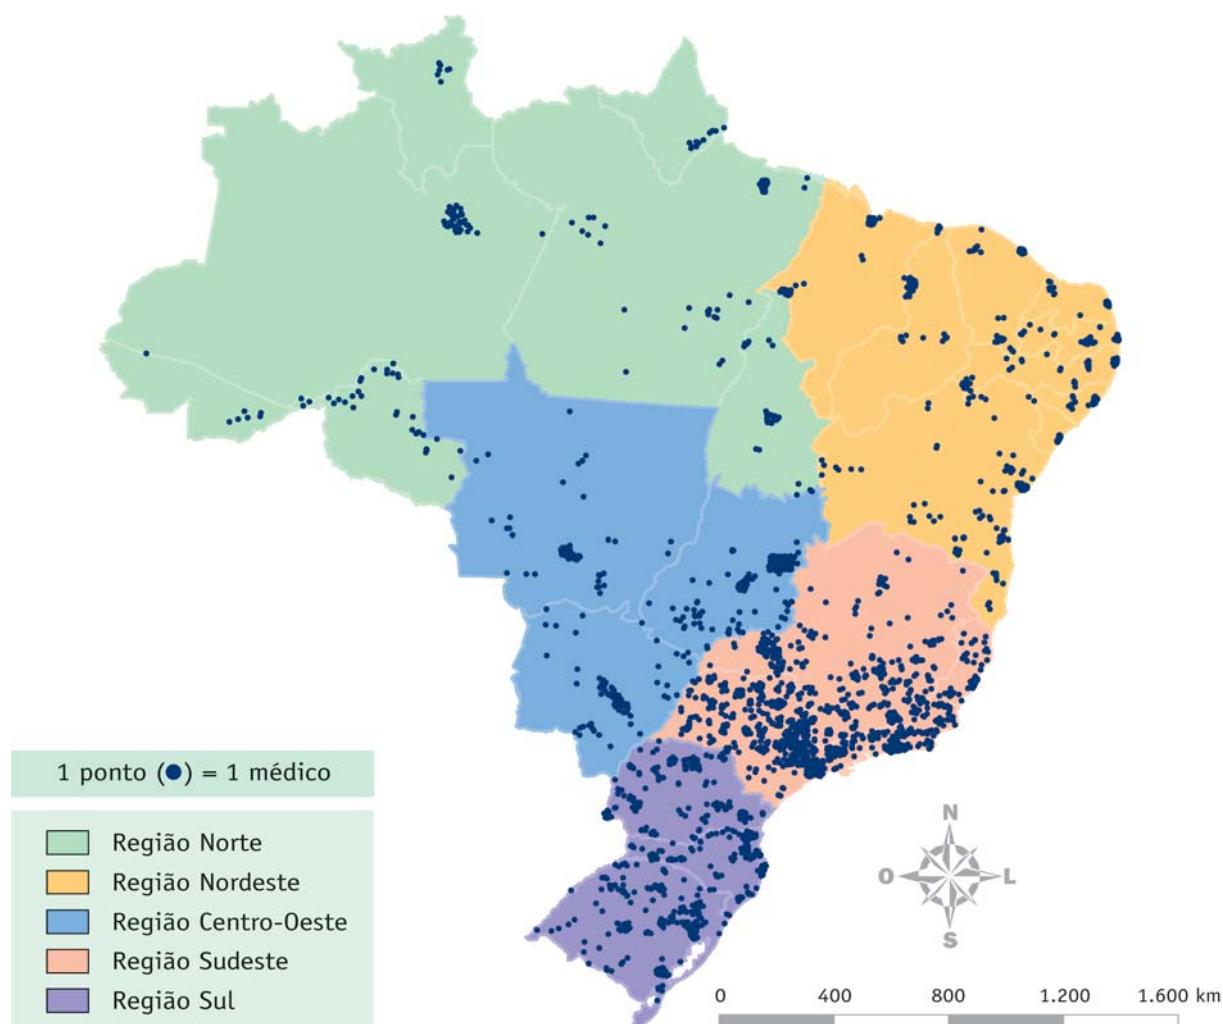 1 ponto (●) = 1 médico
Região Norte
Região Nordeste
Região Centro-Oeste
Região Sudeste
Região Sul
N
O
L
S
0 400 800 1.200 1.600 km